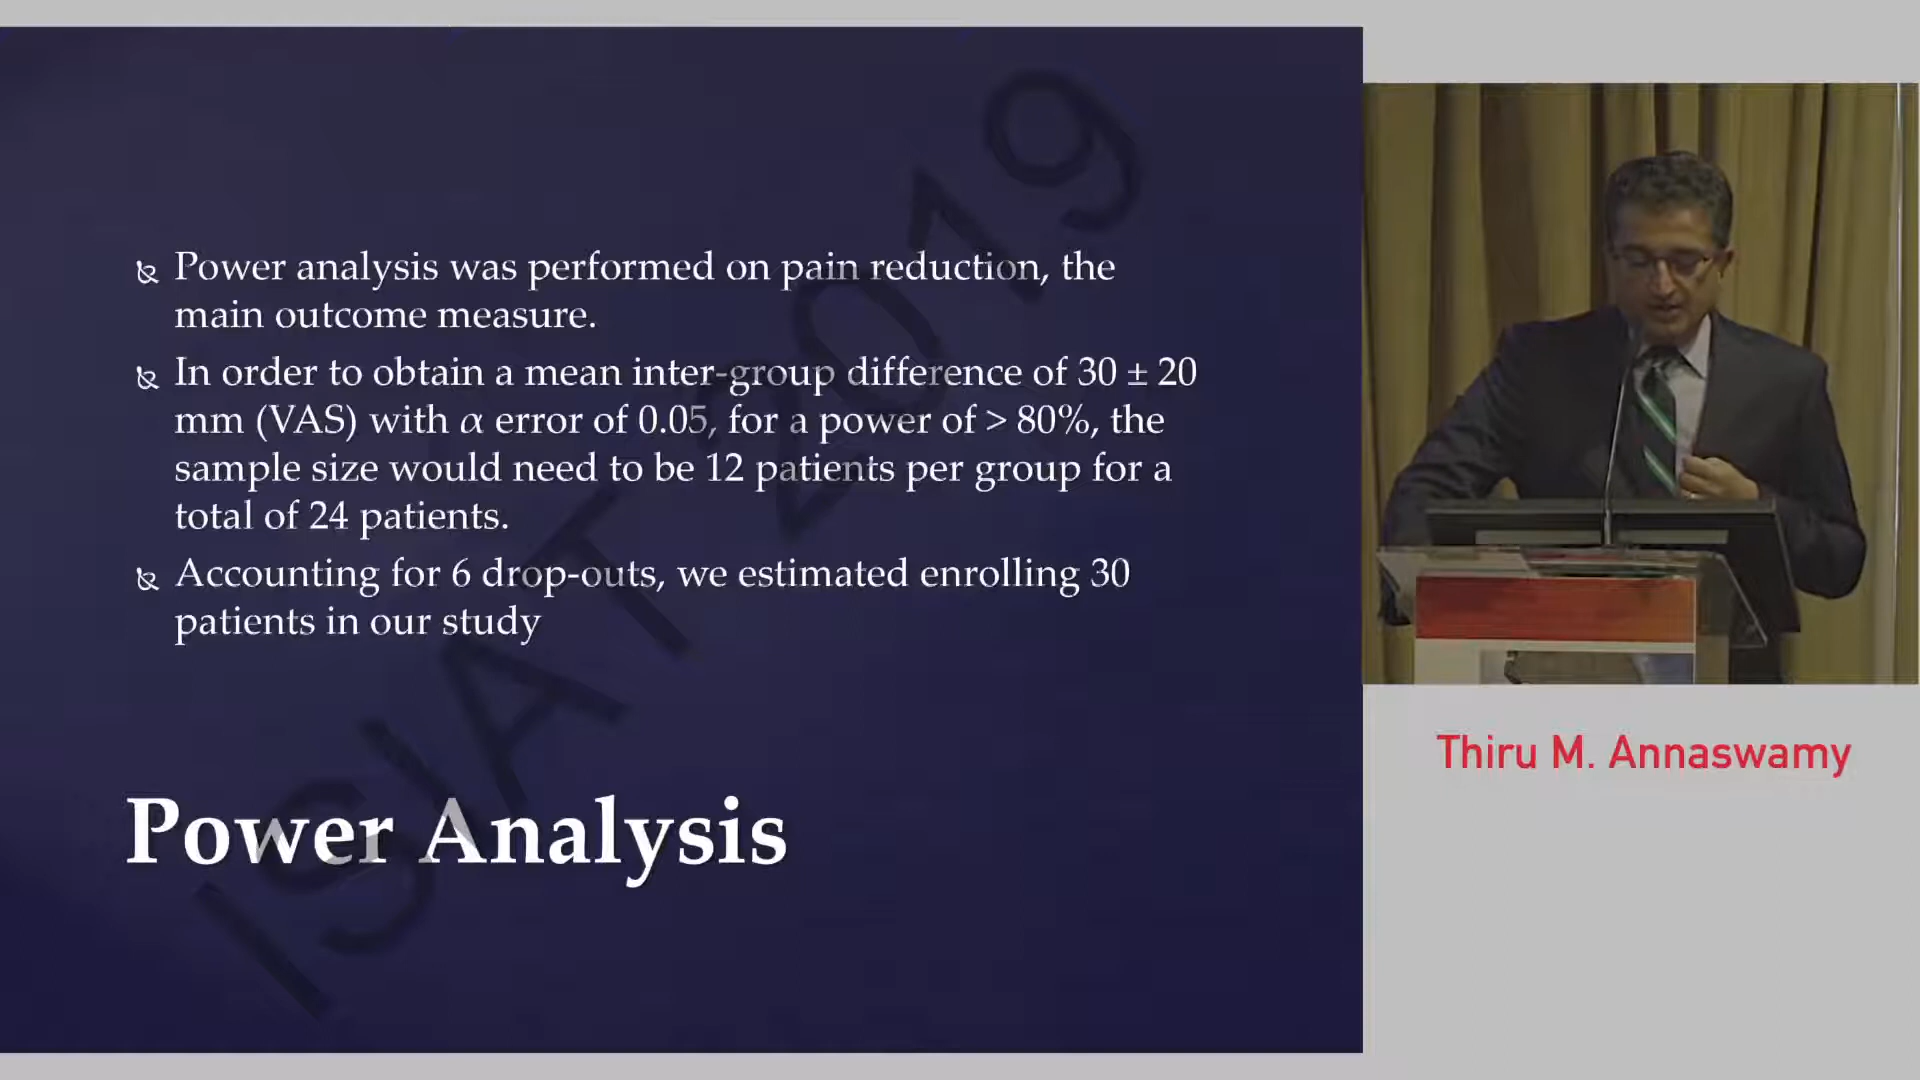 Power analysis was performed on pain reduction, the
main outcome measure.
In order to obtain a mean inter-group difference of 30 ± 20
mm (VAS) with α error of 0.05, for a power of > 80%, the
sample size would need to be 12 patients per group for a
total of 24 patients.
Accounting for 6 drop-outs, we estimated enrolling 30
patients in our study
Power Analysis
ISIAT 2019
Thiru M. Annaswamy